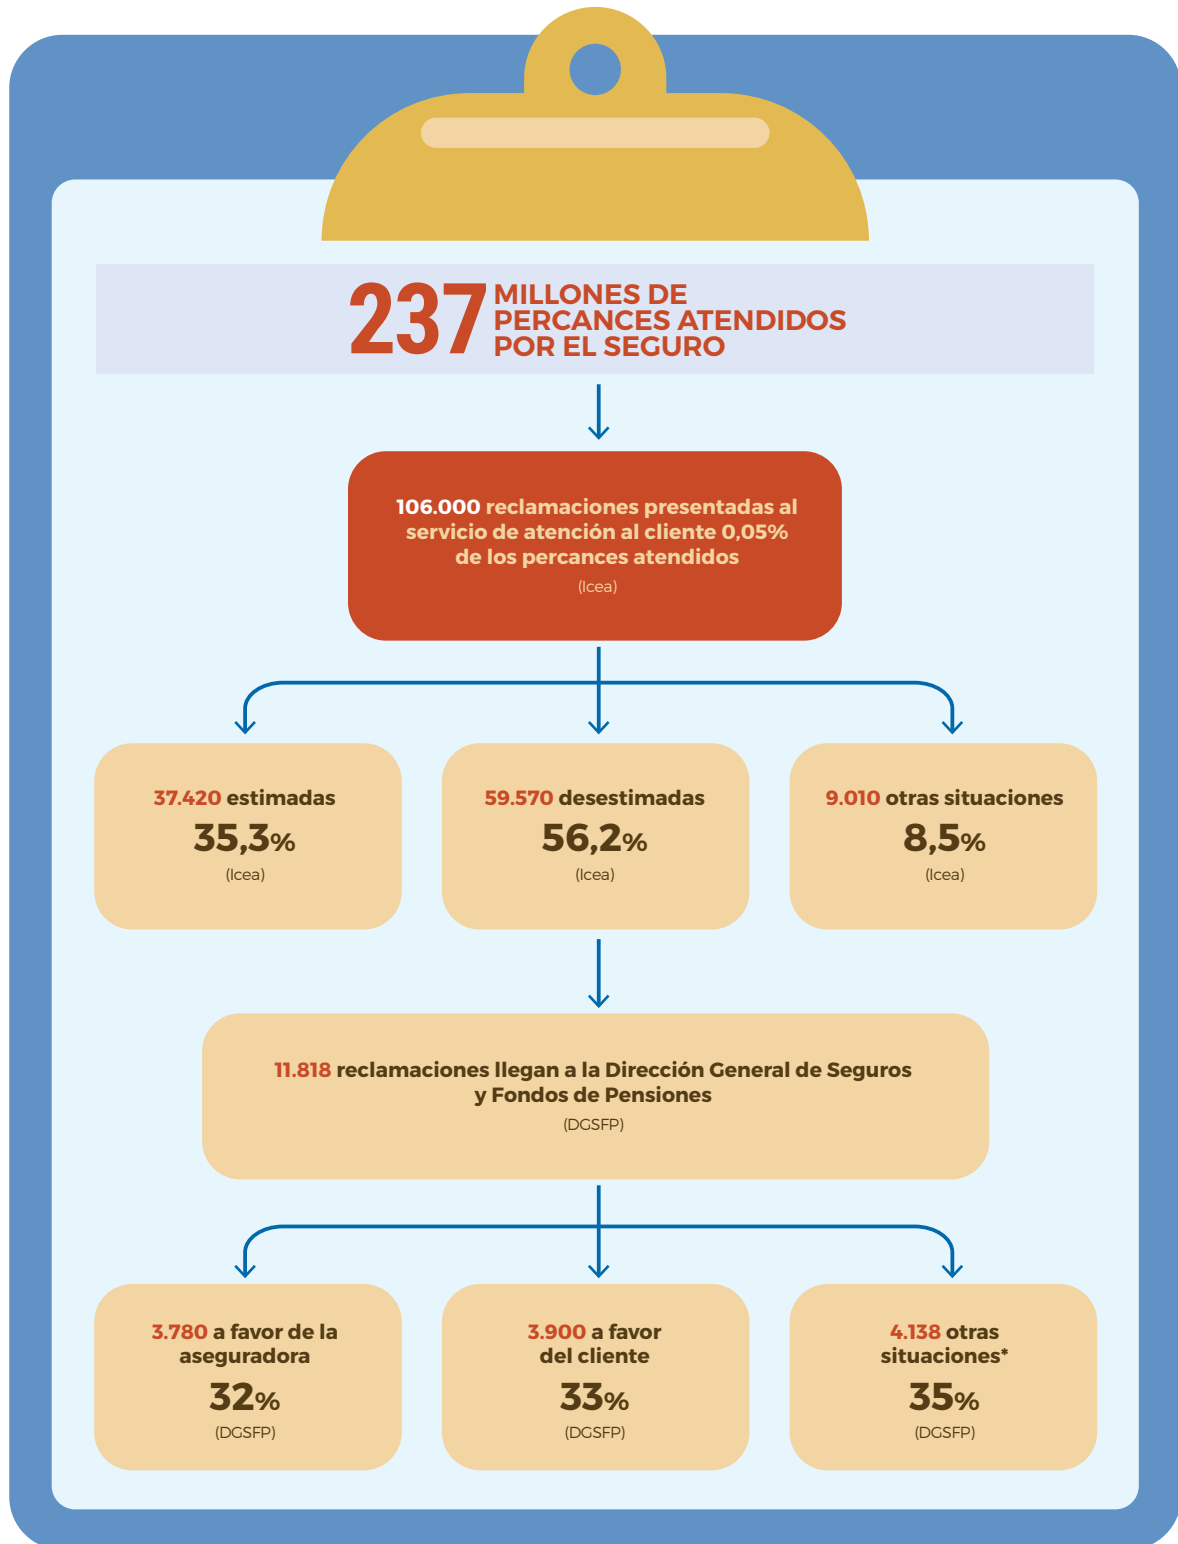 237 MILLONES DE
PERCANCES ATENDIDOS
POR EL SEGURO
106.000 reclamaciones presentadas al
servicio de atención al cliente 0,05%
de los percances atendidos
(Icea)
37.420 estimadas
35,3%
(Icea)
59.570 desestimadas
56,2%
(Icea)
9.010 otras situaciones
8,5%
(Icea)
11.818 reclamaciones llegan a la Dirección General de Seguros
y Fondos de Pensiones
(DGSFP)
3.780 a favor de la
aseguradora
32%
(DGSFP)
3.900 a favor
del cliente
33%
(DGSFP)
4.138 otras
situaciones*
35%
(DGSFP)